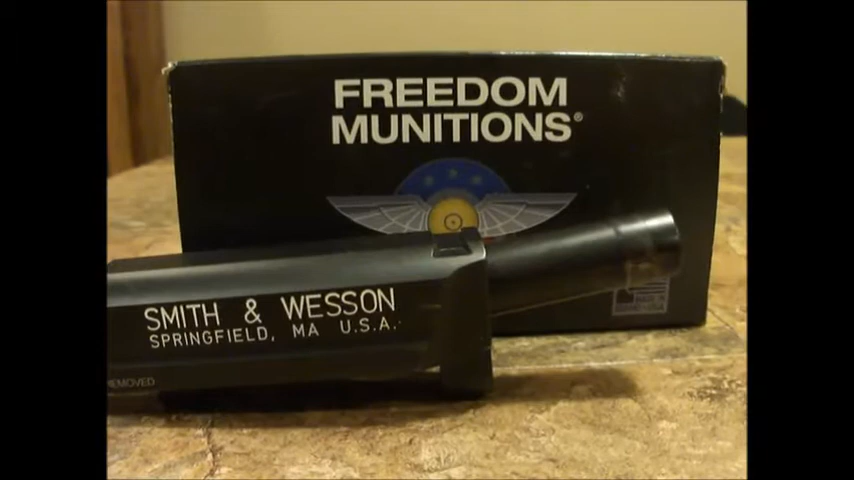 FREEDOM
MUNITIONS®
SMITH & WESSON
SPRINGFIELD, MA U.S.A.
REMOVED